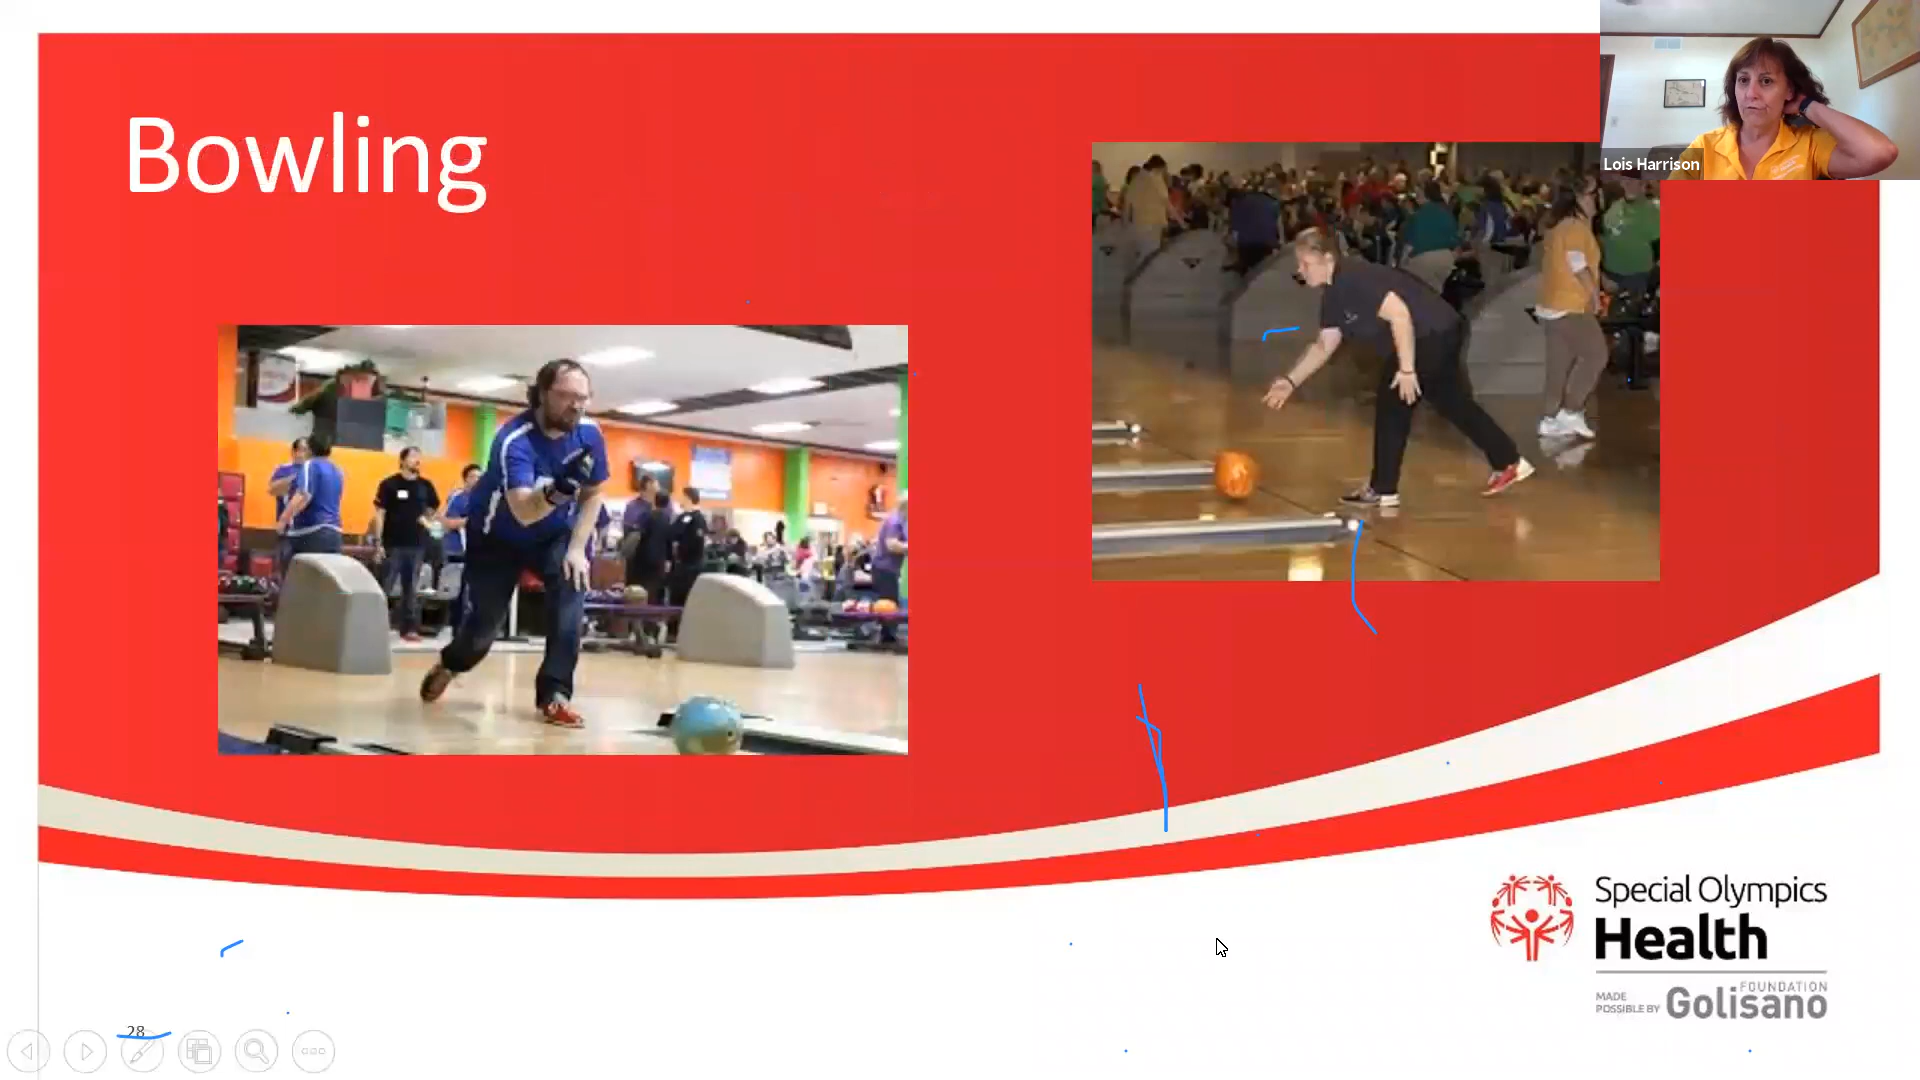 Bowling
Lois Harrison
Special Olympics
Health
MADE
POSSIBLE BY
FOUNDATION
Golisano
28